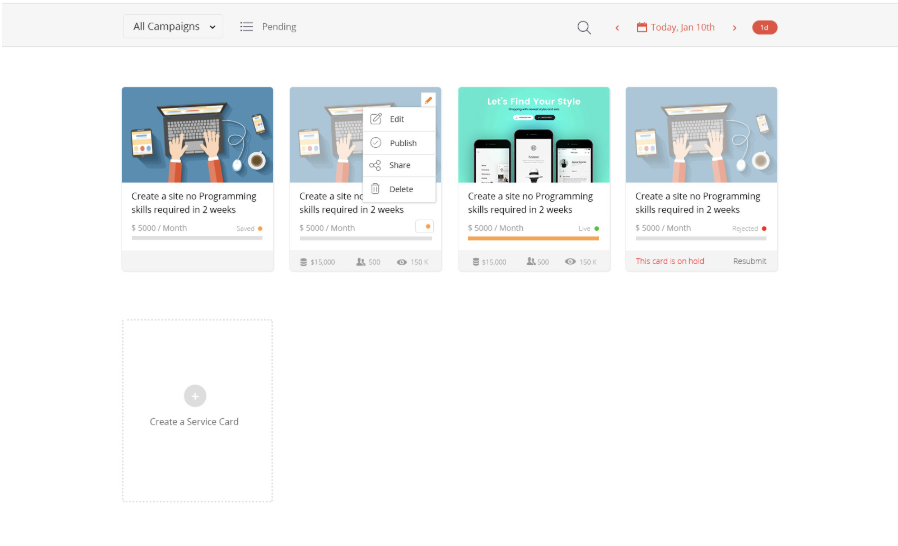 All Campaigns
Pending
Today, Jan 10th
1d
Create a site no Programming
skills required in 2 weeks
$ 5000 / Month
Saved
Edit
Publish
Share
Delete
Create a site no
skills required in 2 weeks
$ 5000 / Month
$15,000
500
150 K
Let's Find Your Style
Create a site no Programming
skills required in 2 weeks
$ 5000 / Month
Live
$15,000
500
150 K
Create a site no Programming
skills required in 2 weeks
$ 5000 / Month
Rejected
This card is on hold
Resubmit
Create a Service Card